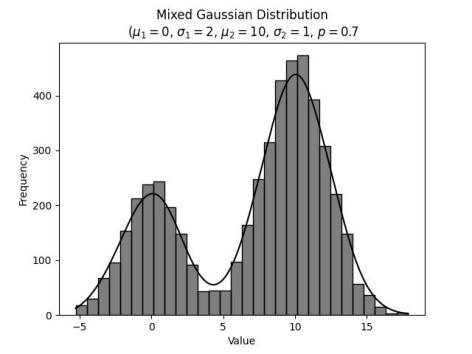 Mixed Gaussian Distribution
(μ₁ = 0, σ₁ = 2, μ₂ = 10, σ₂ = 1, p = 0.7
Frequency
400
300
200
100
0
−5 0 5 10 15
Value